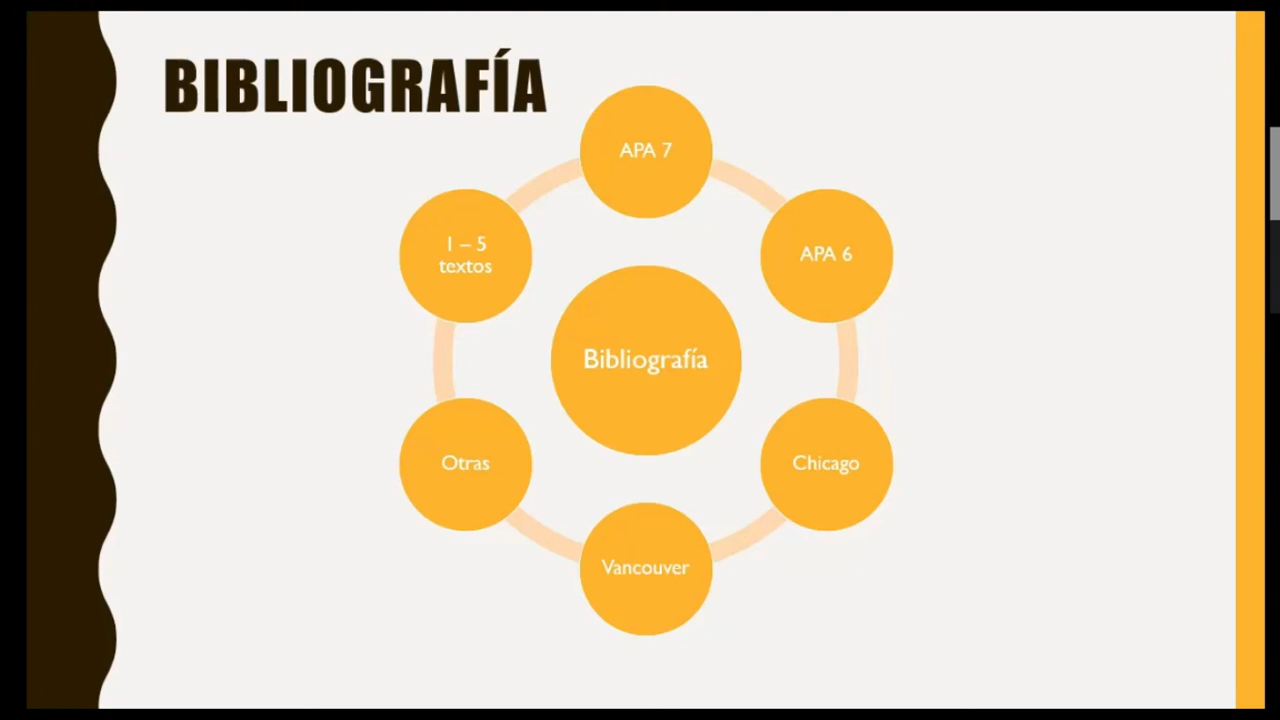 BIBLIOGRAFÍA
APA 7
APA 6
Chicago
Vancouver
Otras
1 – 5
textos
Bibliografía